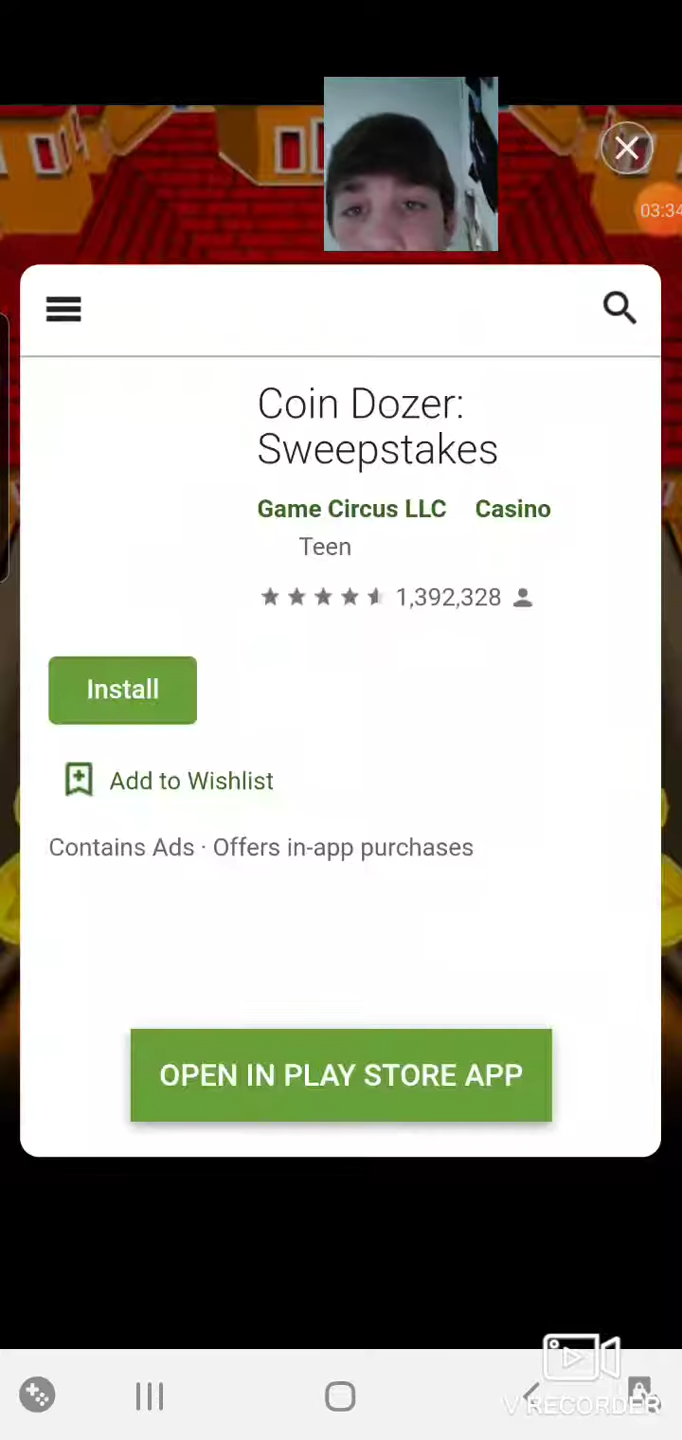 03:34
Coin Dozer:
Sweepstakes
Game Circus LLC Casino
Teen
1,392,328
Install
Add to Wishlist
Contains Ads · Offers in-app purchases
OPEN IN PLAY STORE APP
V RECORDER